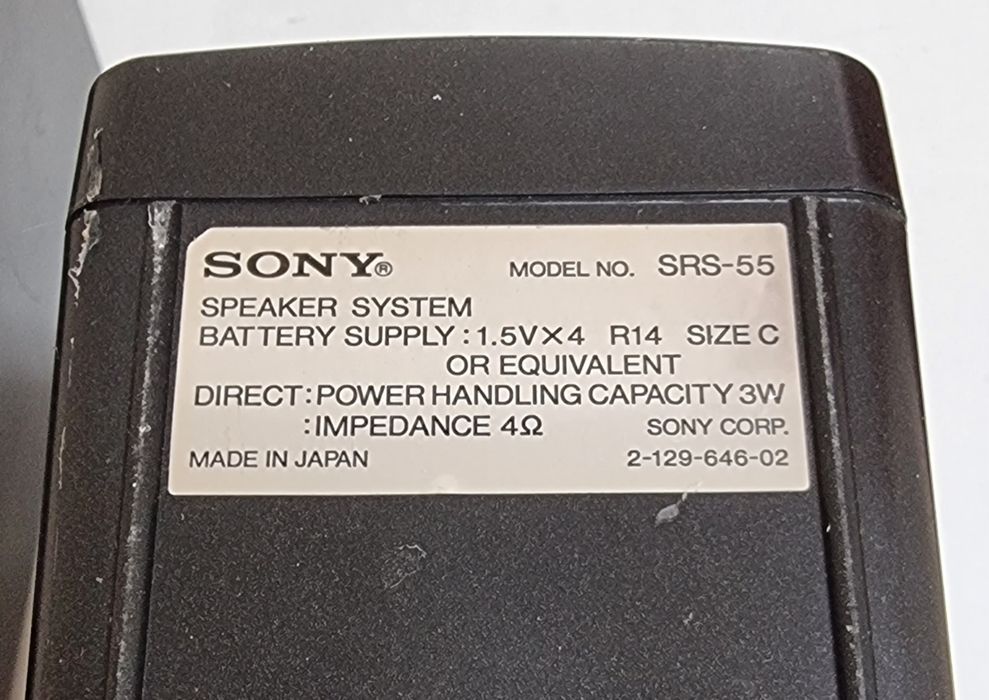 SONY® MODEL NO. SRS-55
SPEAKER SYSTEM
BATTERY SUPPLY : 1.5V×4 R14 SIZE C
OR EQUIVALENT
DIRECT : POWER HANDLING CAPACITY 3W
: IMPEDANCE 4Ω SONY CORP.
MADE IN JAPAN 2-129-646-02